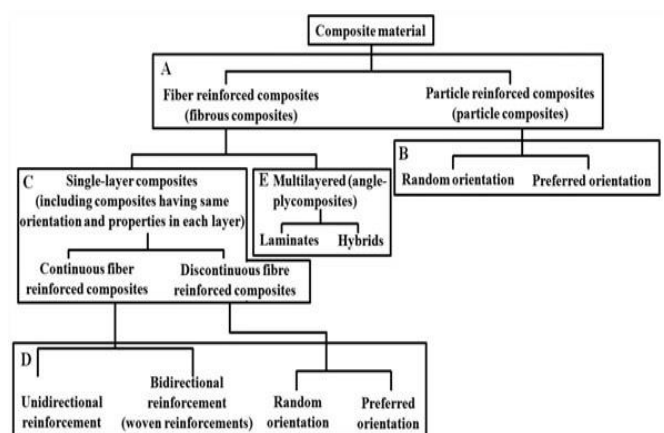 Composite material
A
Fiber reinforced composites
(fibrous composites)
Particle reinforced composites
(particle composites)
B
Random orientation
Preferred orientation
C
Single-layer composites
(including composites having same
orientation and properties in each layer)
Continuous fiber
reinforced composites
Discontinuous fibre
reinforced composites
E
Multilayered (angle-
plycomposites)
Laminates
Hybrids
D
Unidirectional
reinforcement
Bidirectional
reinforcement
(woven reinforcements)
Random
orientation
Preferred
orientation